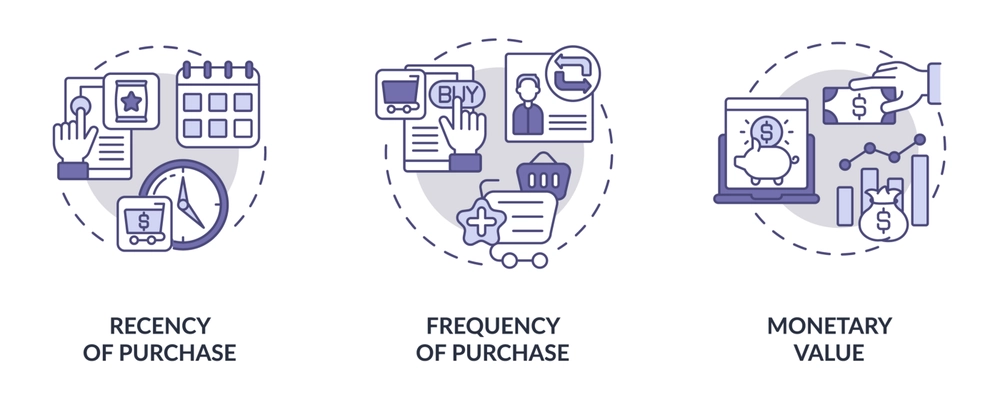 BUY
$
$
$
$
RECENCY
OF PURCHASE
FREQUENCY
OF PURCHASE
MONETARY
VALUE